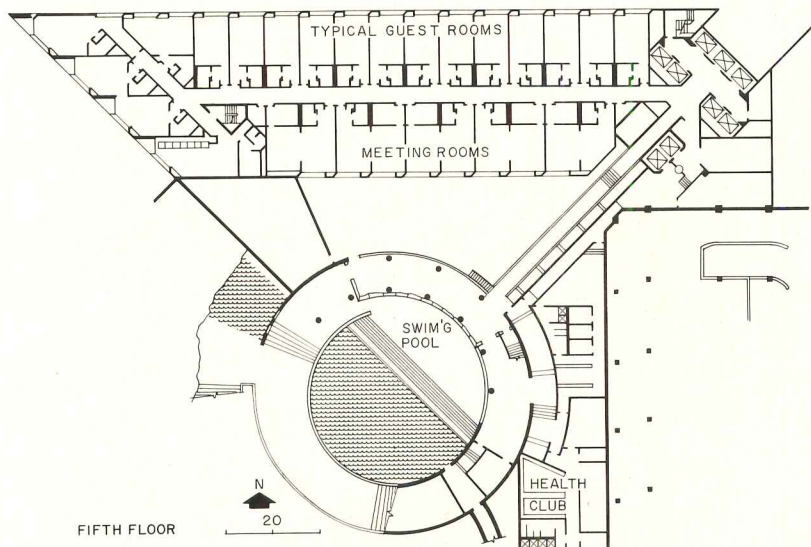 TYPICAL GUEST ROOMS
MEETING ROOMS
SWIM'G
POOL
HEALTH
CLUB
N
20
FIFTH FLOOR